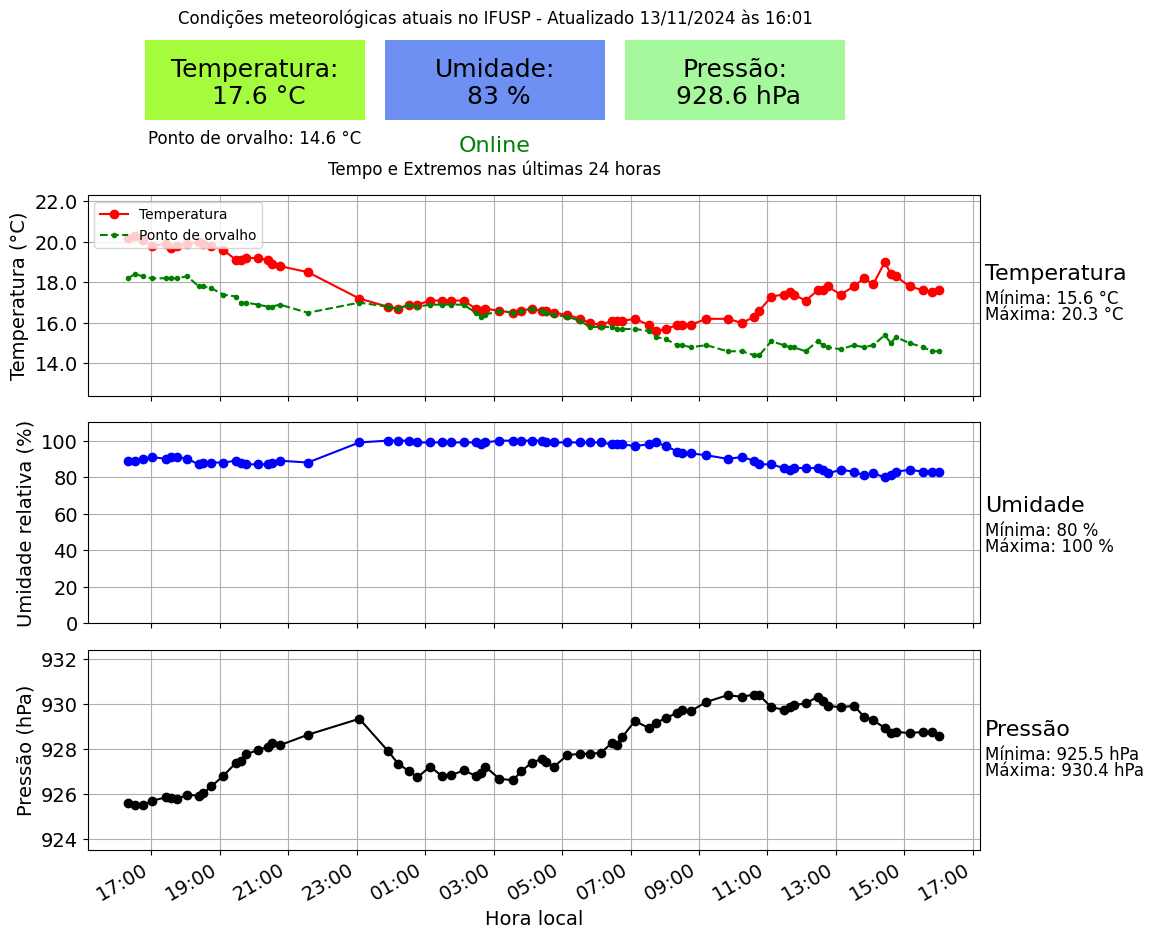 Condições meteorológicas atuais no IFUSP - Atualizado 13/11/2024 às 16:01
Temperatura:
17.6 °C
Umidade:
83 %
Pressão:
928.6 hPa
Ponto de orvalho: 14.6 °C
Online
Tempo e Extremos nas últimas 24 horas
Temperatura (°C)
22.0
20.0
18.0
16.0
14.0
Temperatura
Ponto de orvalho
Temperatura
Mínima: 15.6 °C
Máxima: 20.3 °C
Umidade relativa (%)
100
80
60
40
20
0
Umidade
Mínima: 80 %
Máxima: 100 %
Pressão (hPa)
932
930
928
926
924
Pressão
Mínima: 925.5 hPa
Máxima: 930.4 hPa
17:00
19:00
21:00
23:00
01:00
03:00
05:00
07:00
09:00
11:00
13:00
15:00
17:00
Hora local